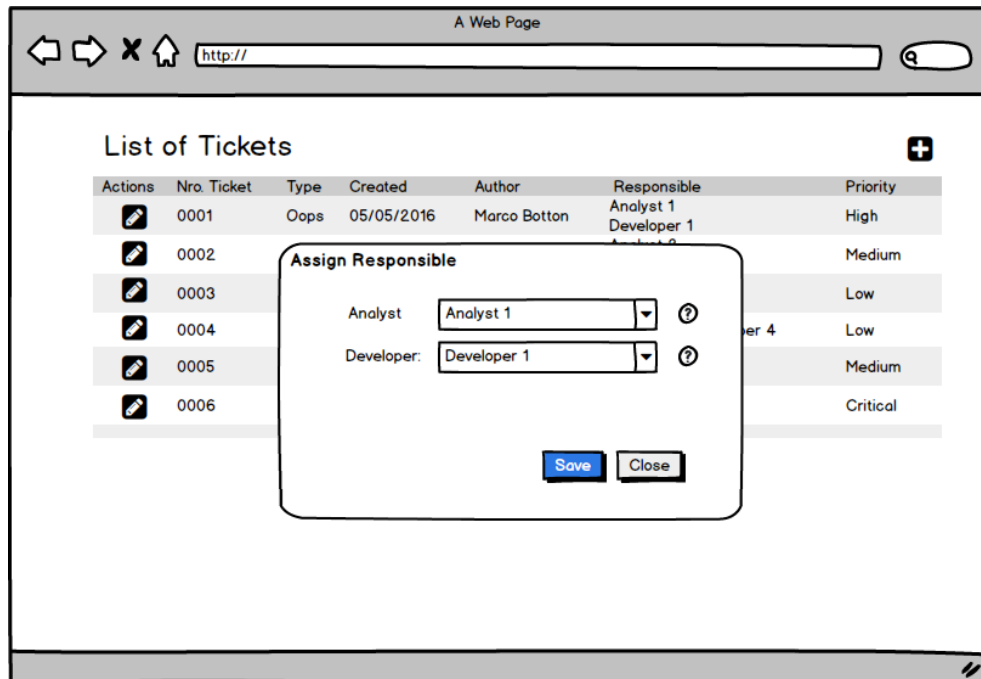 A Web Page
http://
List of Tickets
Actions Nro. Ticket Type Created Author Responsible Priority
0001 Oops 05/05/2016 Marco Botton Analyst 1 High
Developer 1
0002 Medium
Assign Responsible
0003 Low
Analyst Analyst 1
0004 4 Low
Developer: Developer 1
0005 Medium
0006 Critical
Save Close